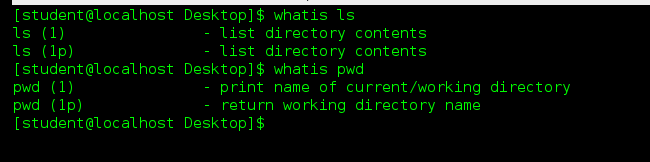 [student@localhost Desktop]$ whatis ls
ls (1)               - list directory contents
ls (1p)              - list directory contents
[student@localhost Desktop]$ whatis pwd
pwd (1)              - print name of current/working directory
pwd (1p)             - return working directory name
[student@localhost Desktop]$